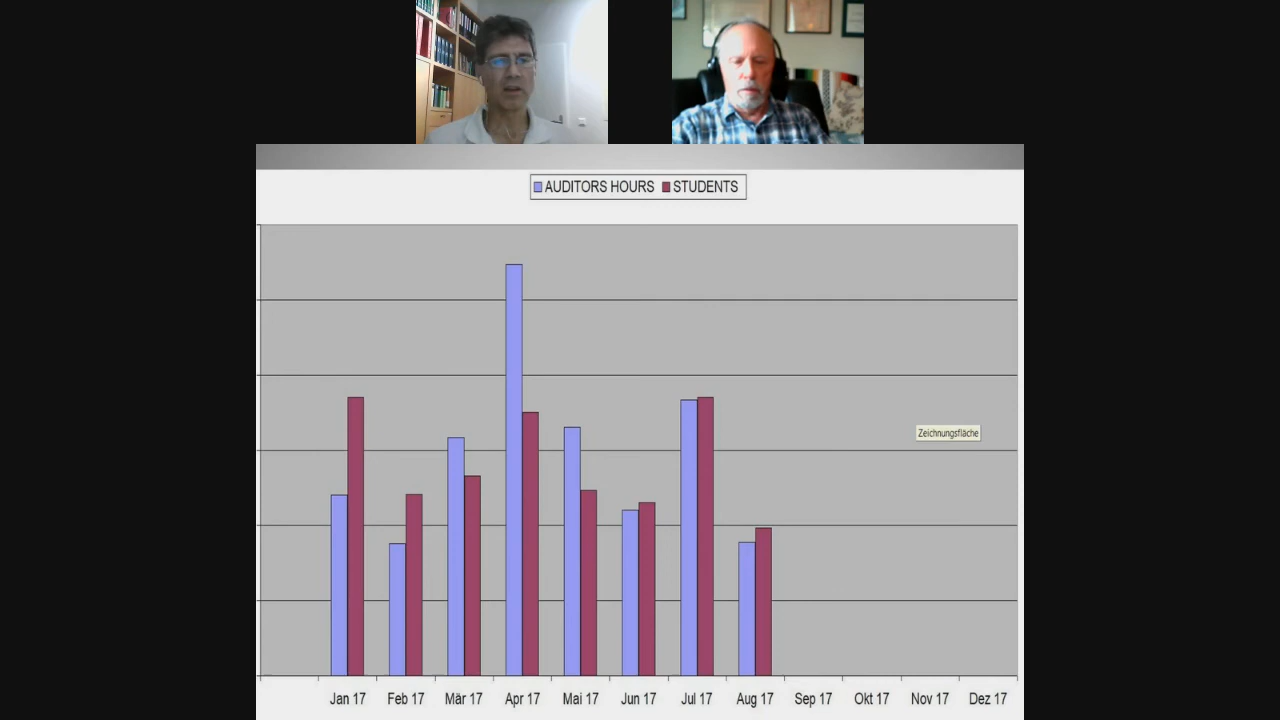 AUDITORS HOURS STUDENTS
Zeichnungsfläche
Jan 17 Feb 17 Mär 17 Apr 17 Mai 17 Jun 17 Jul 17 Aug 17 Sep 17 Okt 17 Nov 17 Dez 17